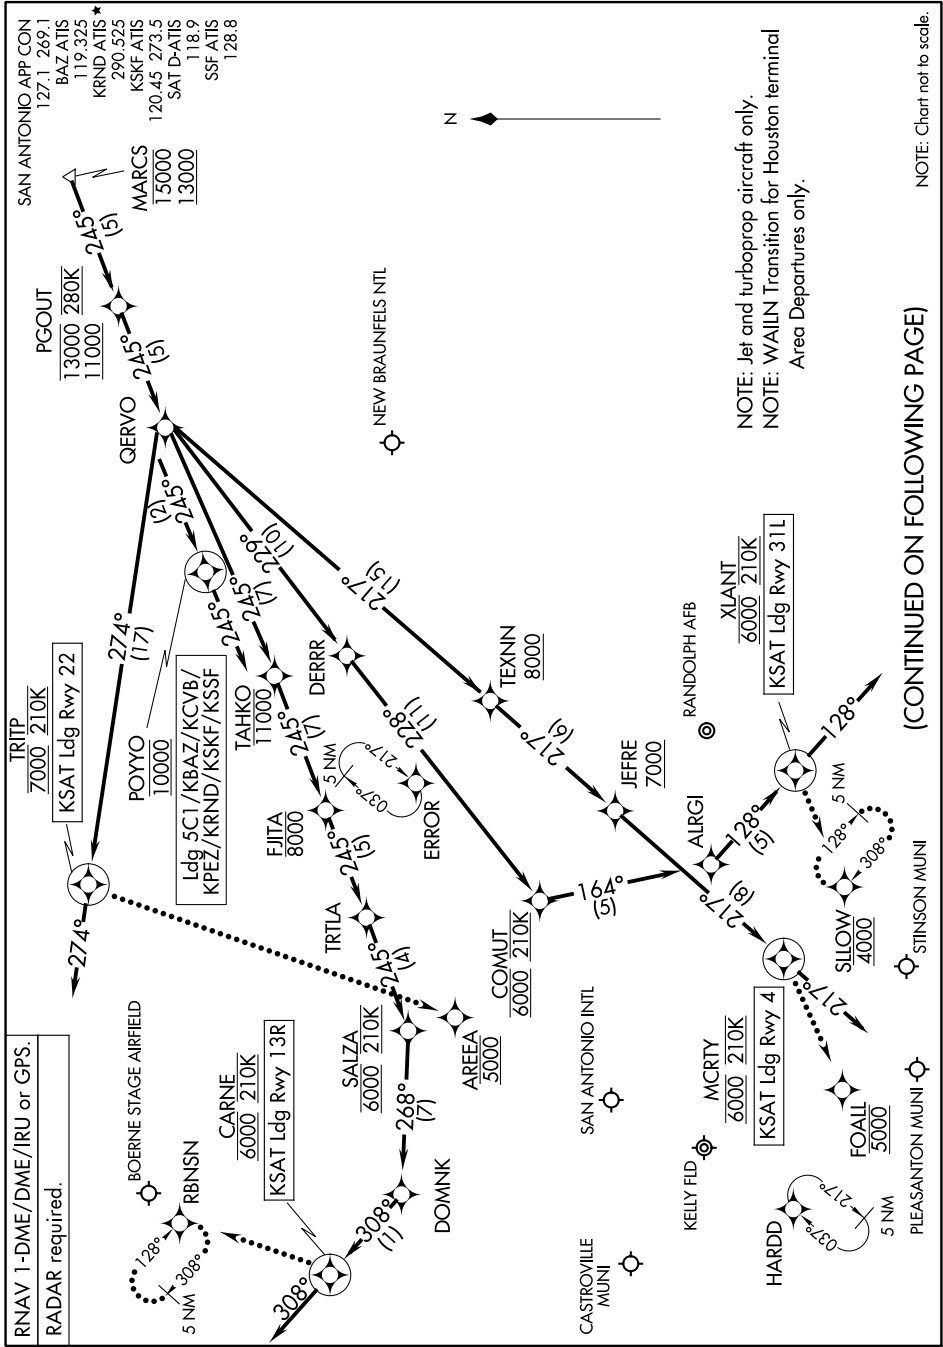 RNAV 1-DME/DME/IRU or GPS.
RADAR required.
SAN ANTONIO APP CON
127.1 269.1
BAZ ATIS
119.325
KRND ATIS★
290.525
KSKF ATIS
120.45 273.5
SAT D-ATIS
118.9
SSF ATIS
128.8
MARCS
15000
13000
245°
(5)
PGOUT
13000 280K
11000
245°
(5)
QERVO
274°
(17)
TRITP
7000 210K
KSAT Ldg Rwy 22
274°
245°
(2)
POYYO
10000
Ldg 5C1/KBAZ/KCVB/
KPEZ/KRND/KSKF/KSSF
245°
245°
(7)
TAHKO
11000
245°
(7)
FJITA
8000
245°
(5)
TRTLA
245°
(4)
SALZA
6000 210K
268°
(7)
DOMNK
308°
(1)
CARNE
6000 210K
KSAT Ldg Rwy 13R
308°
RBNSN
128°
308°
5 NM
BOERNE STAGE AIRFIELD
AREEA
5000
5 NM
217°
037°
ERROR
229°
(10)
DERRR
228°
(11)
COMUT
6000 210K
164°
(5)
ALRGI
128°
(5)
XLANT
6000 210K
KSAT Ldg Rwy 31L
128°
5 NM
128°
308°
SLLOW
4000
217°
(15)
TEXNN
8000
217°
(6)
JEFRE
7000
217°
(8)
MCRTY
6000 210K
KSAT Ldg Rwy 4
217°
FOALL
5000
HARDD
217°
037°
5 NM
NEW BRAUNFELS NTL
RANDOLPH AFB
SAN ANTONIO INTL
STINSON MUNI
KELLY FLD
PLEASANTON MUNI
CASTROVILLE
MUNI
N
NOTE: Jet and turboprop aircraft only.
NOTE: WAILN Transition for Houston terminal
Area Departures only.
(CONTINUED ON FOLLOWING PAGE)
NOTE: Chart not to scale.